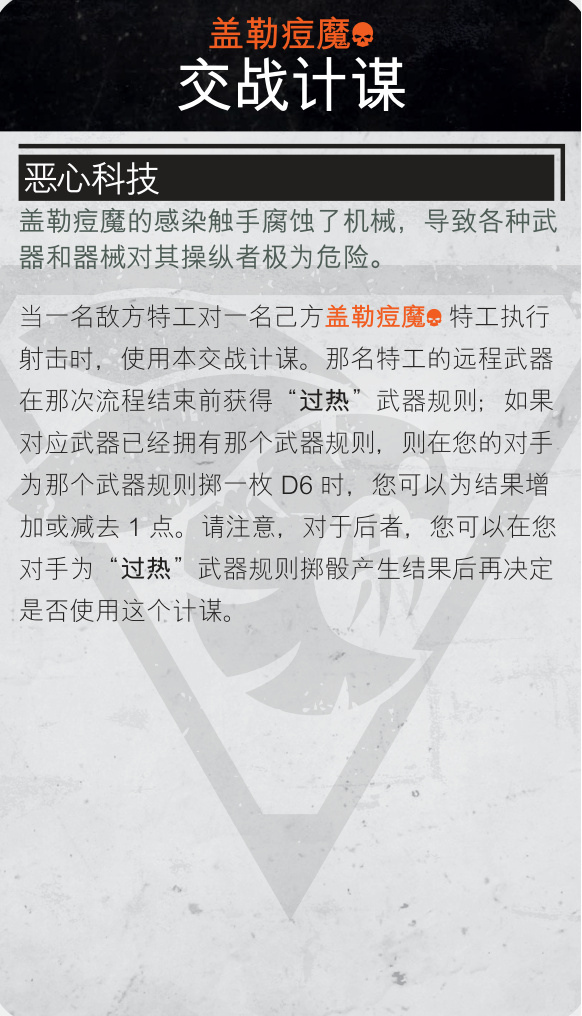 盖勒痘魔
交战计谋
恶心科技
盖勒痘魔的感染触手腐蚀了机械，导致各种武
器和器械对其操纵者极为危险。
当一名敌方特工对一名己方盖勒痘魔 特工执行
射击时，使用本交战计谋。那名特工的远程武器
在那次流程结束前获得“过热”武器规则；如果
对应武器已经拥有那个武器规则，则在您的对手
为那个武器规则掷一枚 D6 时，您可以为结果增
加或减去 1 点。请注意，对于后者，您可以在您
对手为“过热”武器规则掷骰产生结果后再决定
是否使用这个计谋。